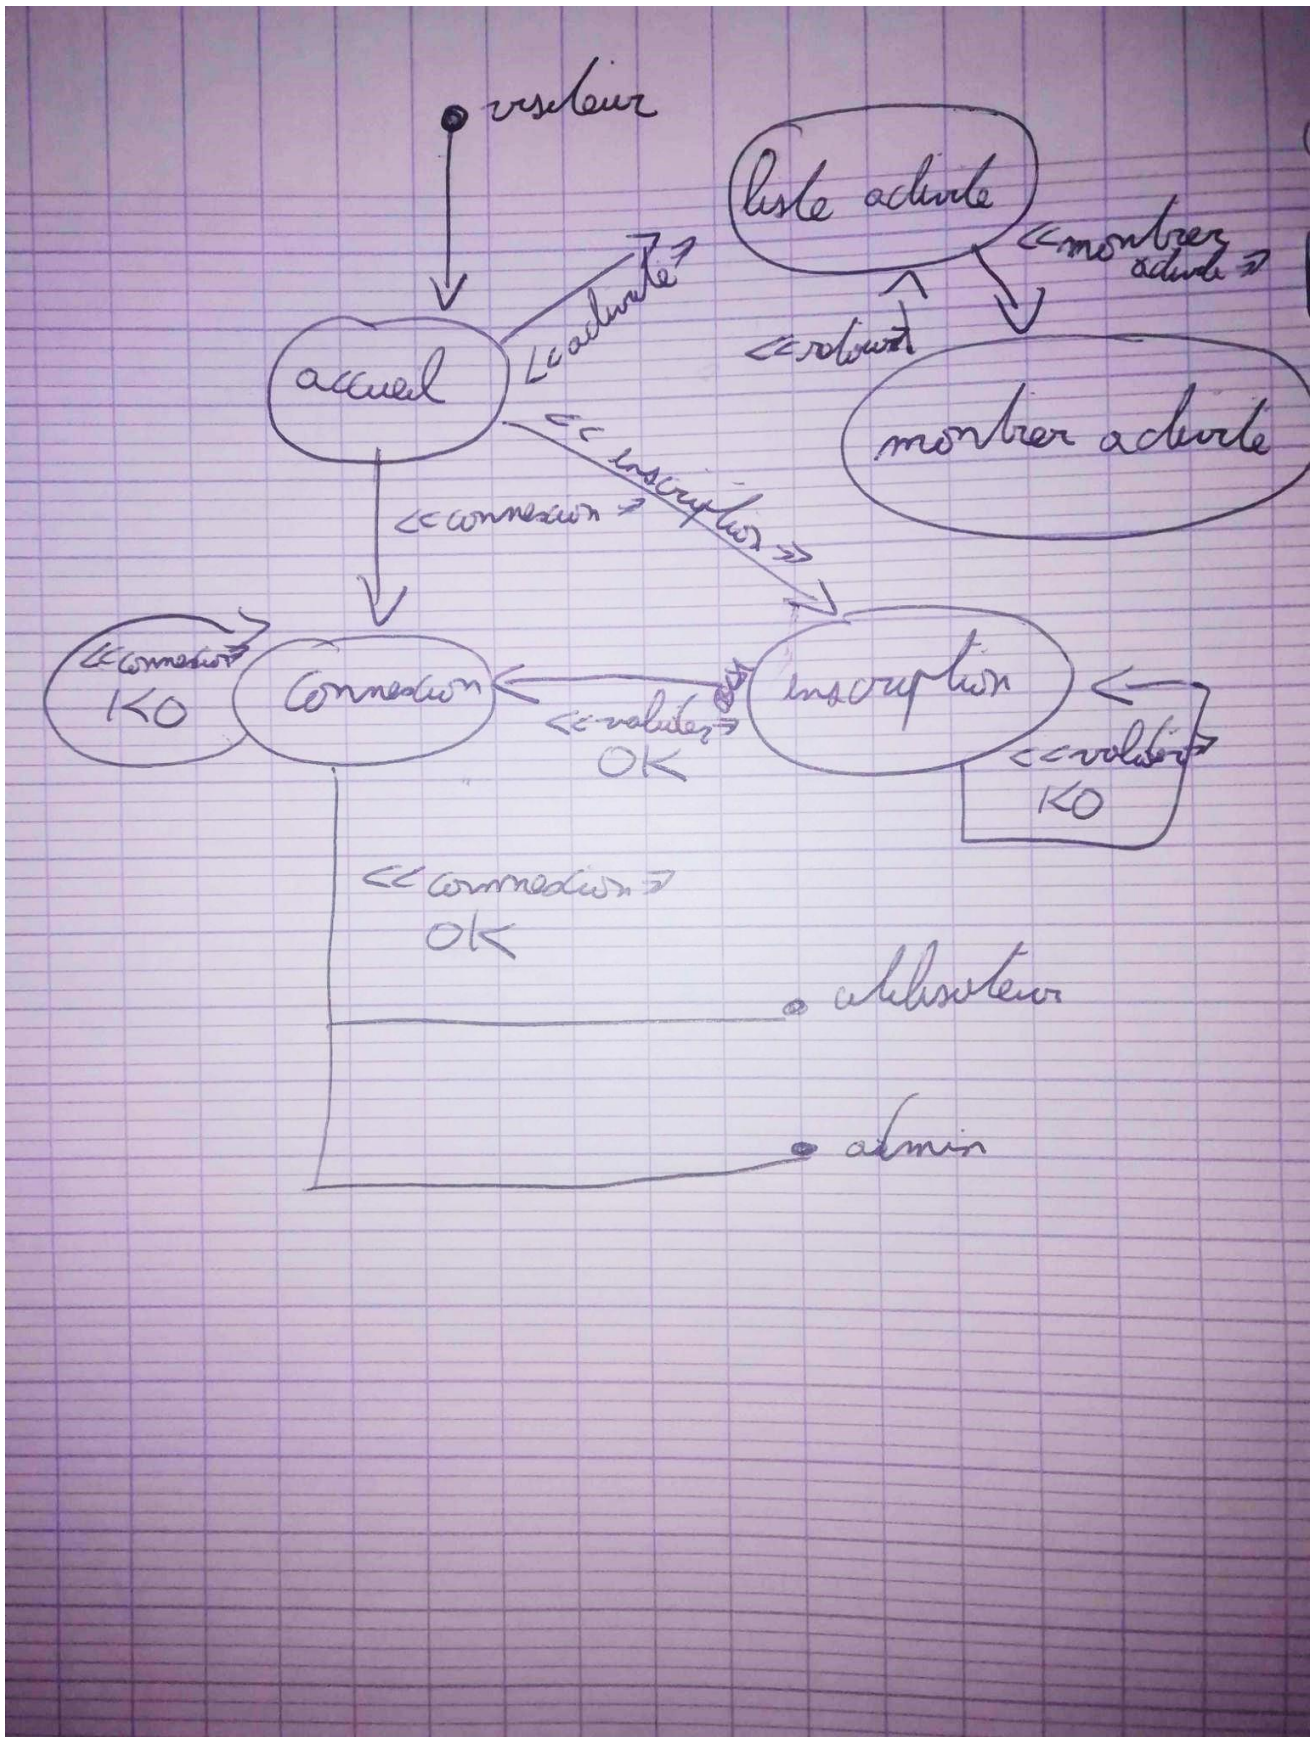 visiteur
liste activite
<<montrer
activite>>
<<activité>>
<<retour>>
accueil
montrer activite
<<inscription>>
<<connexion>>
<<connexion>>
KO
Connexion
<<valider>>
OK
inscription
<<valider>>
KO
<<connexion>>
OK
utilisateur
admin